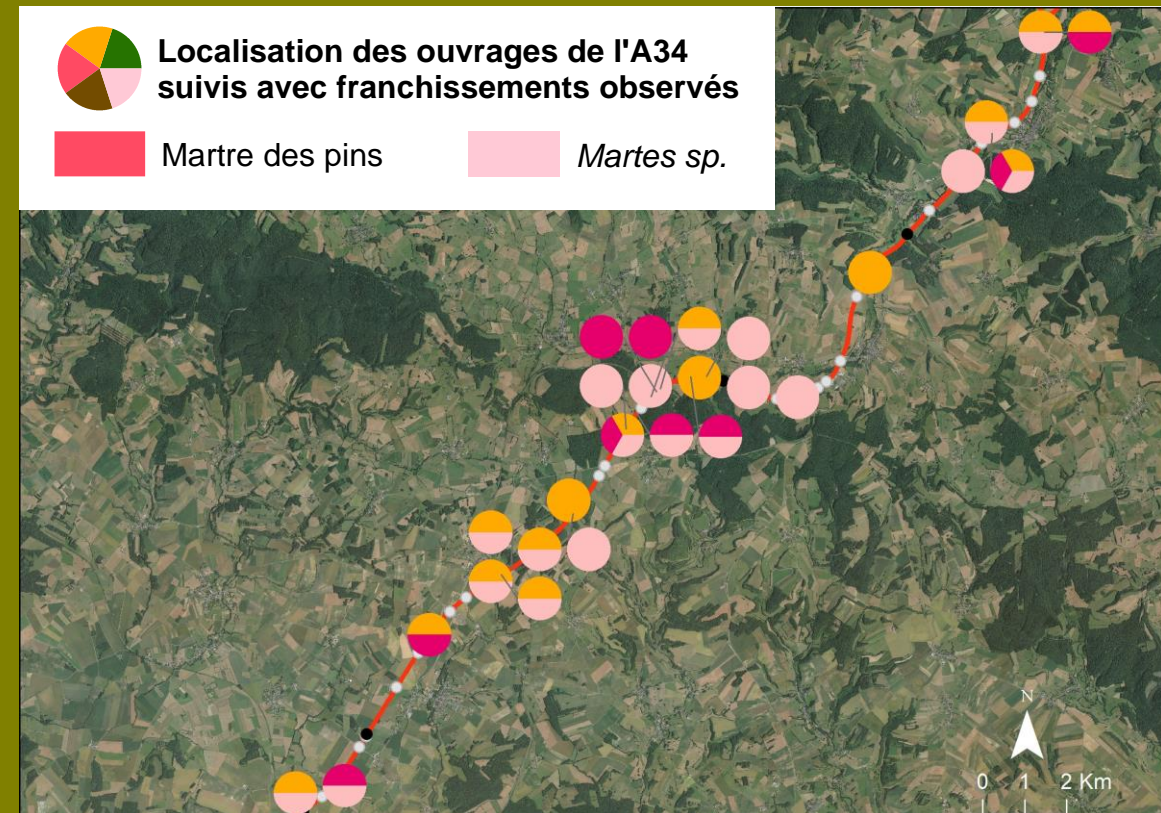 Localisation des ouvrages de l'A34
suivis avec franchissements observés
Martre des pins
Martes sp.
N
0 1 2 Km